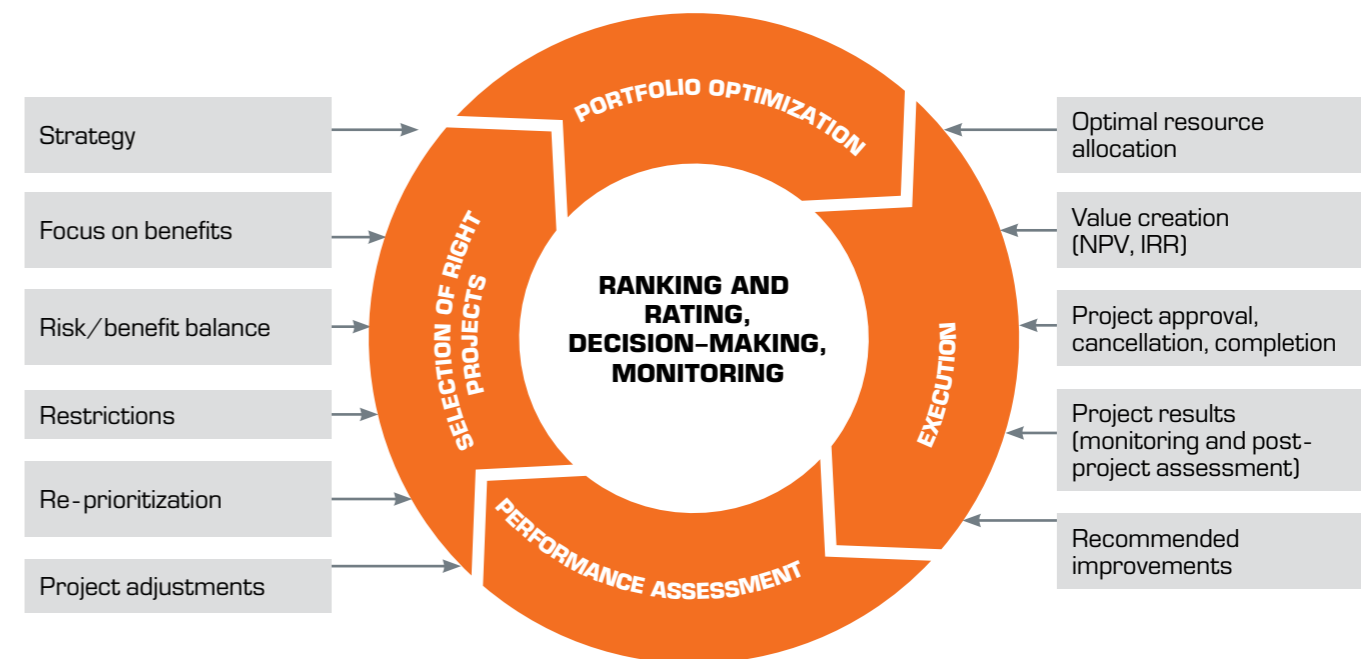 PORTFOLIO OPTIMIZATION
Strategy
Focus on benefits
Risk/benefit balance
Restrictions
Re-prioritization
Project adjustments
SELECTION OF RIGHT
PROJECTS
RANKING AND
RATING,
DECISION-MAKING,
MONITORING
EXECUTION
PERFORMANCE ASSESSMENT
Optimal resource
allocation
Value creation
(NPV, IRR)
Project approval,
cancellation, completion
Project results
(monitoring and post-
project assessment)
Recommended
improvements